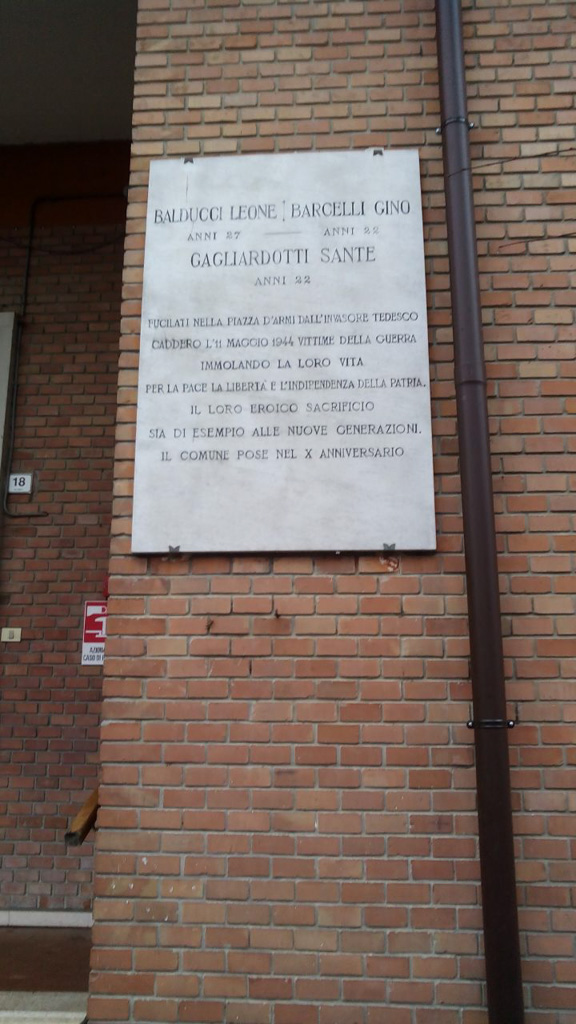 BALDUCCI LEONE BARCELLI GINO
ANNI 27 ANNI 22
GAGLIARDOTTI SANTE
ANNI 22
FUCILATI NELLA PIAZZA D'ARMI DALL'INVASORE TEDESCO
CADDERO L'11 MAGGIO 1944 VITTIME DELLA GUERRA
IMMOLANDO LA LORO VITA
PER LA PACE LA LIBERTA' E L'INDIPENDENZA DELLA PATRIA.
IL LORO EROICO SACRIFICIO
SIA DI ESEMPIO ALLE NUOVE GENERAZIONI.
IL COMUNE POSE NEL X ANNIVERSARIO
18